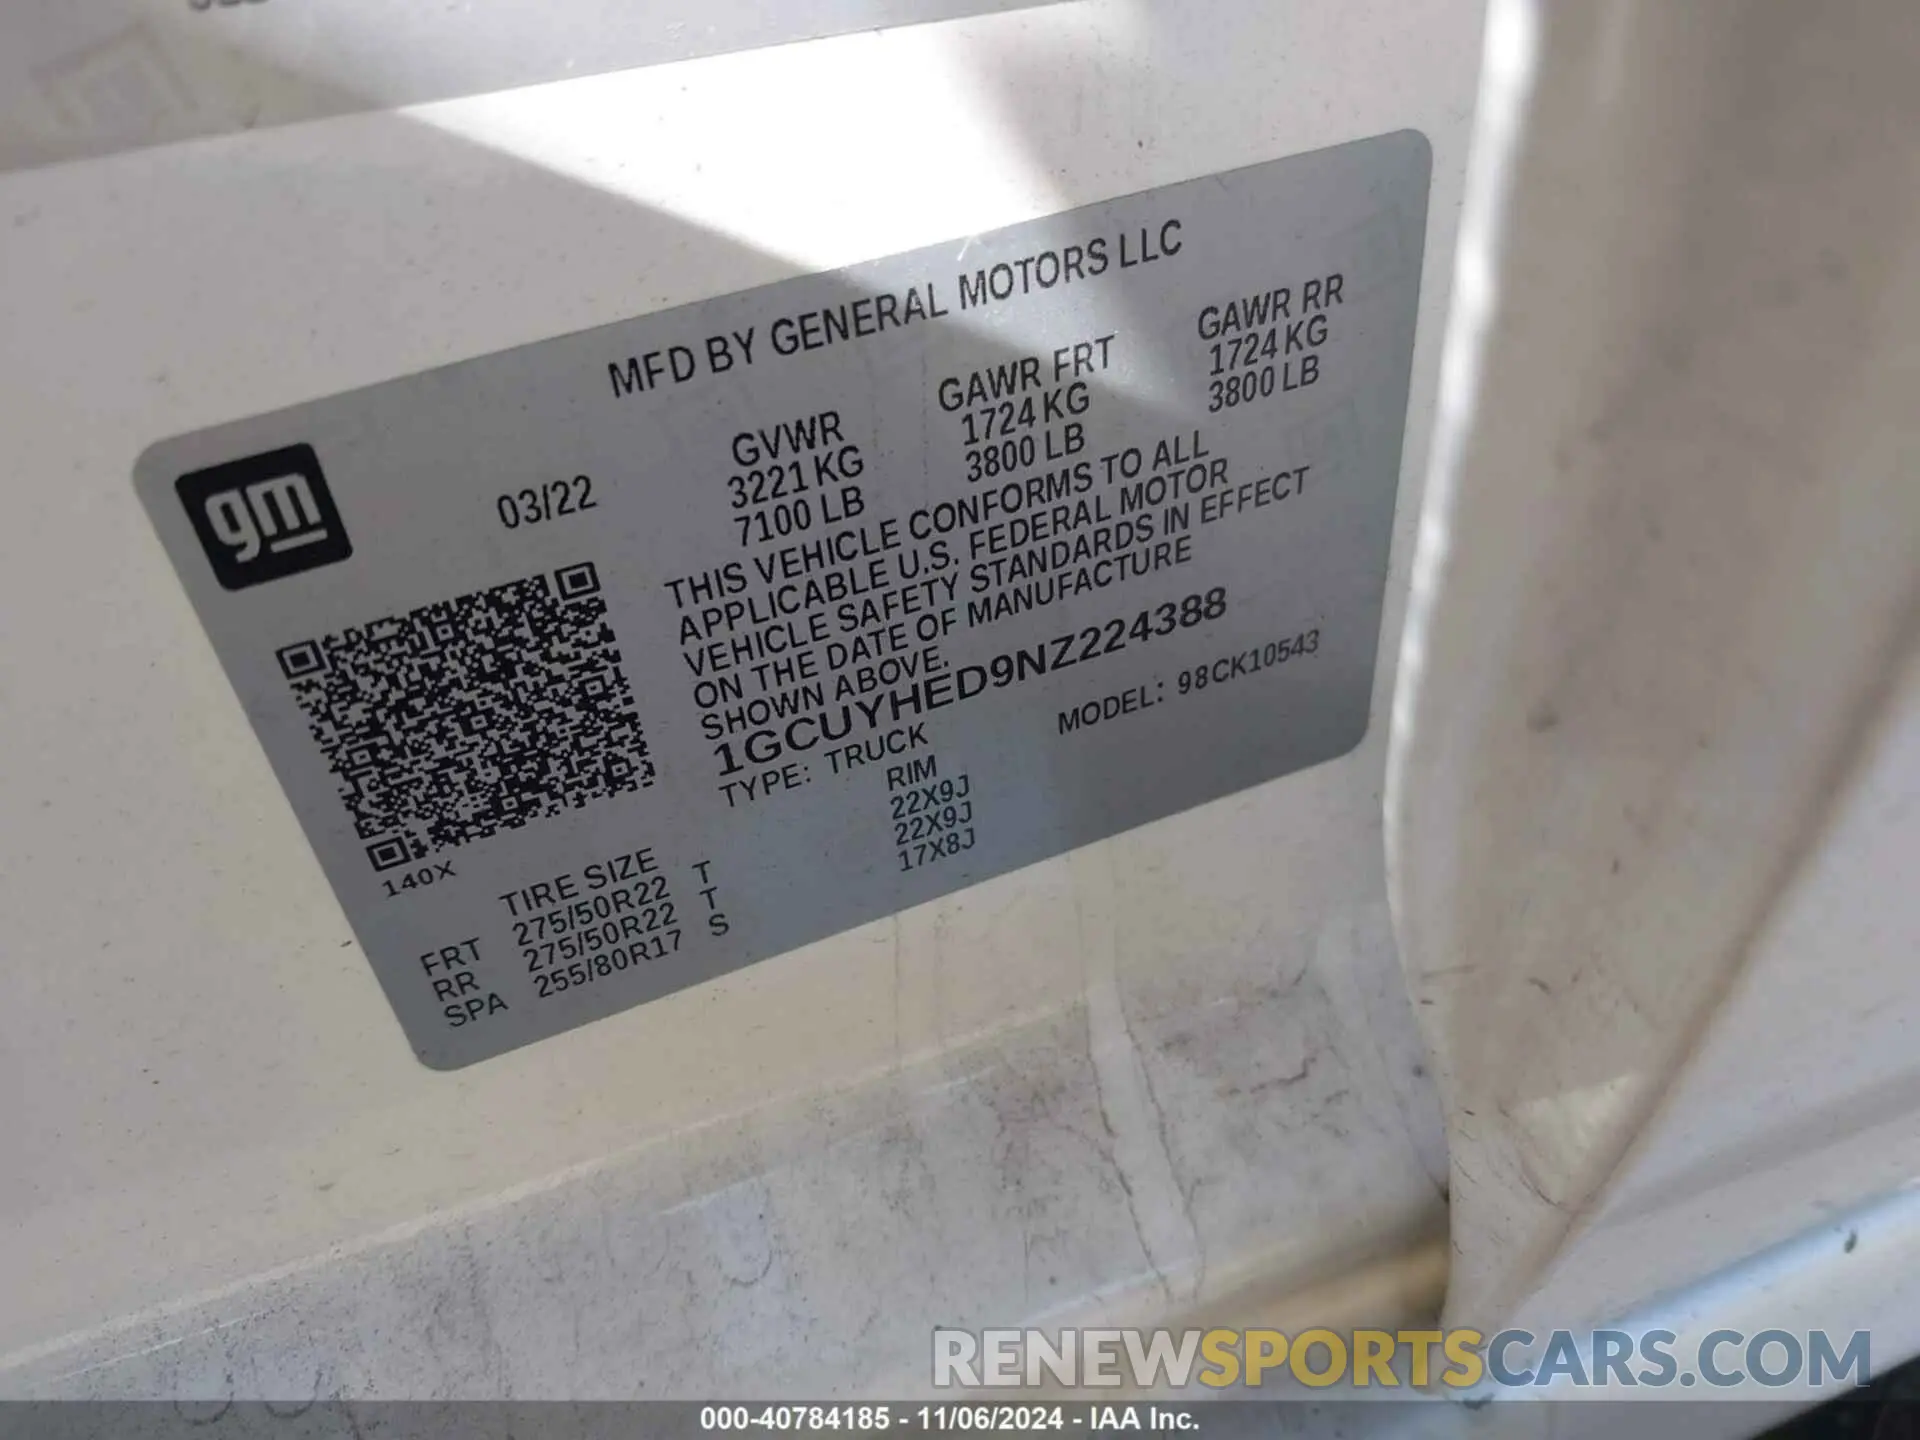 MFD BY GENERAL MOTORS LLC
gm
03/22
GVWR GAWR FRT GAWR RR
3221 KG 1724 KG 1724 KG
7100 LB 3800 LB 3800 LB
THIS VEHICLE CONFORMS TO ALL
APPLICABLE U.S. FEDERAL MOTOR
VEHICLE SAFETY STANDARDS IN EFFECT
ON THE DATE OF MANUFACTURE
SHOWN ABOVE.
1GCUYHED9NZ224388
TYPE: TRUCK MODEL: 98CK10543
140X
TIRE SIZE RIM
FRT 275/50R22 T 22X9J
RR 275/50R22 T 22X9J
SPA 255/80R17 S 17X8J
RENEWSPORTSCARS.COM
000-40784185 - 11/06/2024 - IAA Inc.